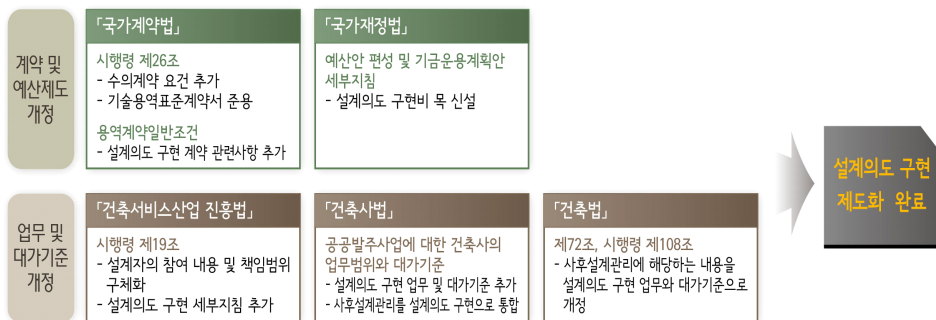 계약 및
예산제도
개정
「국가계약법」
시행령 제26조
- 수의계약 요건 추가
- 기술용역표준계약서 준용
용역계약일반조건
- 설계의도 구현 계약 관련사항 추가
「국가재정법」
예산안 편성 및 기금운용계획안
세부지침
- 설계의도 구현비 목 신설
업무 및
대가기준
개정
「건축서비스산업 진흥법」
시행령 제19조
- 설계자의 참여 내용 및 책임범위
구체화
- 설계의도 구현 세부지침 추가
「건축사법」
공공발주사업에 대한 건축사의
업무범위와 대가기준
- 설계의도 구현 업무 및 대가기준 추가
- 사후설계관리를 설계의도 구현으로 통합
「건축법」
제72조, 시행령 제108조
- 사후설계관리에 해당하는 내용을
설계의도 구현 업무와 대가기준으로
개정
설계의도 구현
제도화 완료